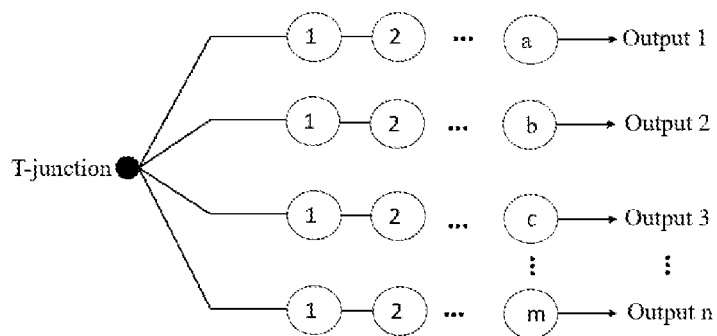 1 2 ... a Output 1
1 2 ... b Output 2
T-junction
1 2 ... c Output 3
1 2 ... m Output n